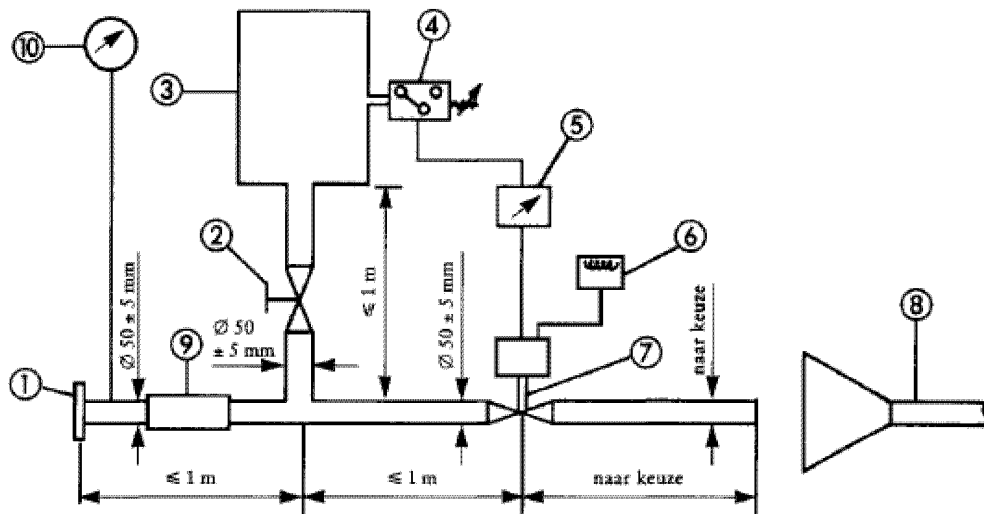 10
4
3
5
2
6
≤ 1 m
Ø 50 ± 5 mm
Ø 50
± 5 mm
Ø 50 ± 5 mm
naar keuze
8
9
7
1
≤ 1 m
≤ 1 m
naar keuze